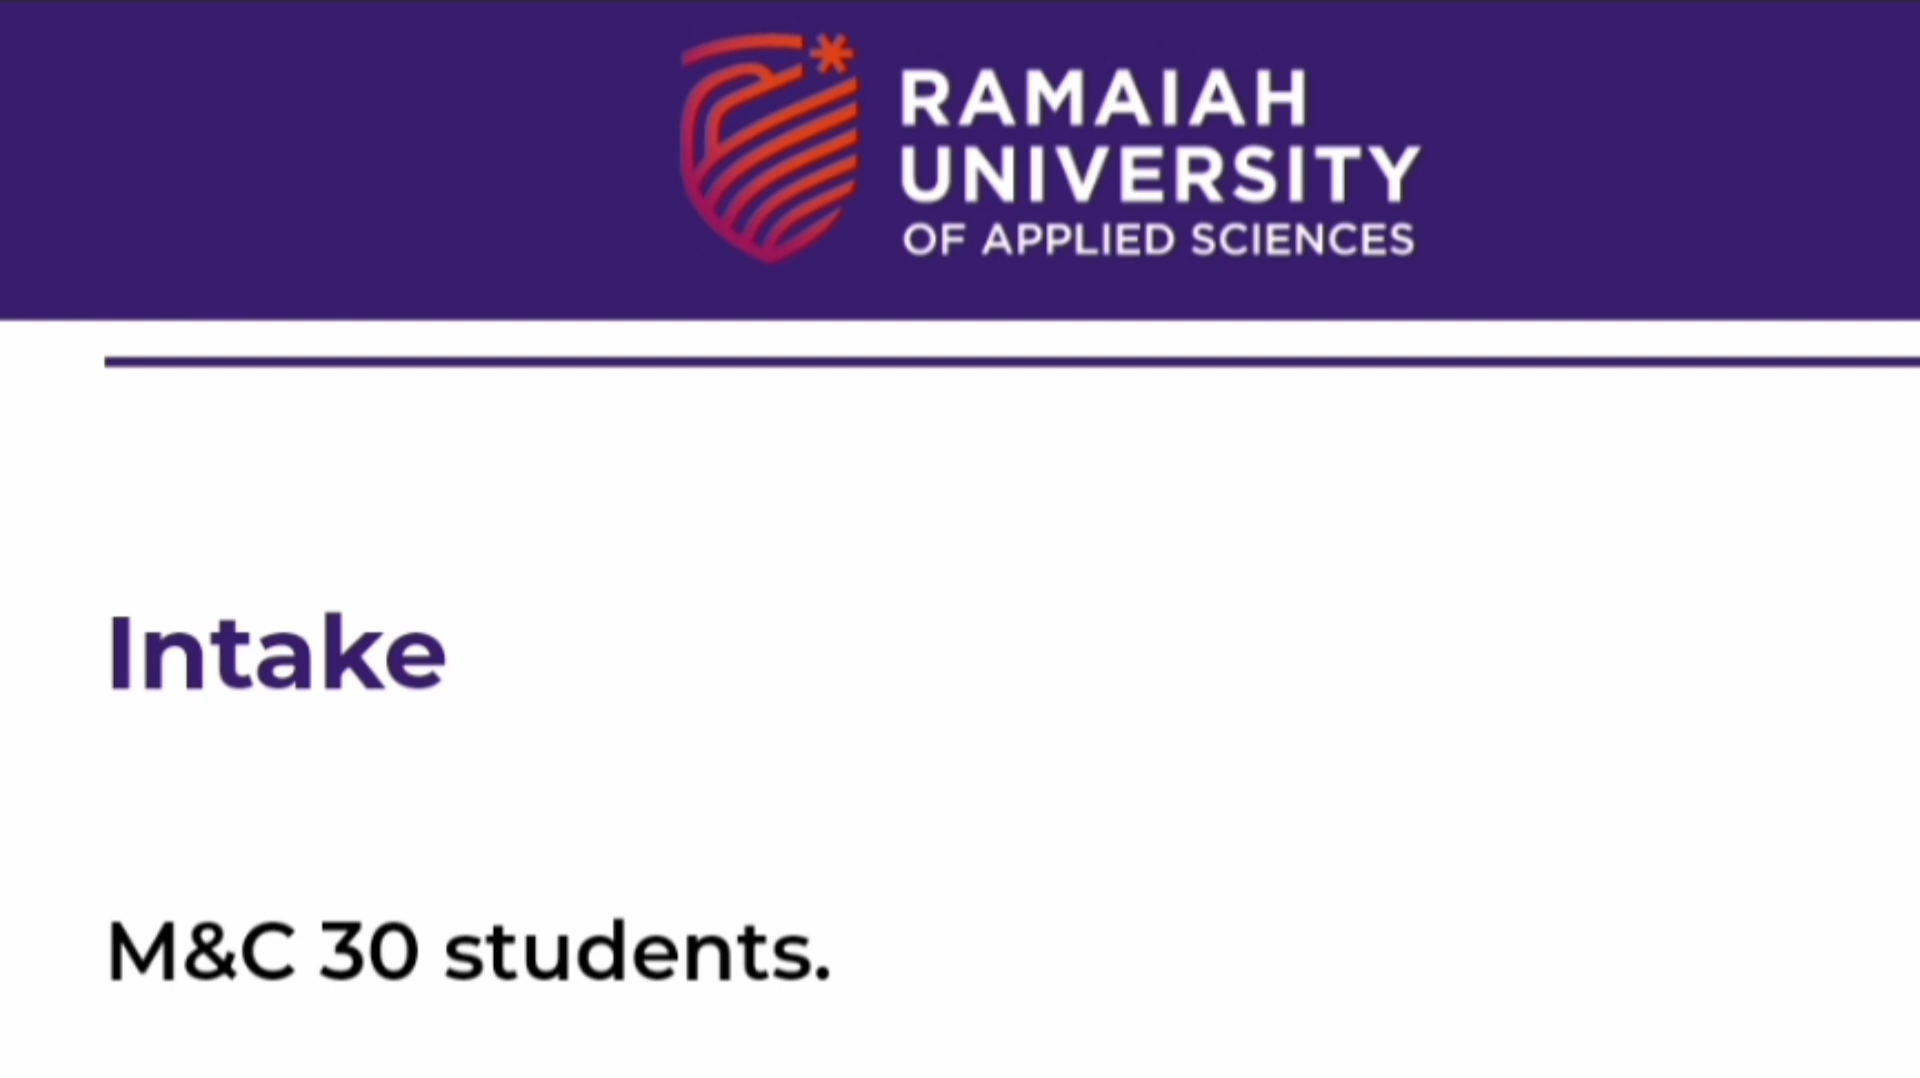 RAMAIAH
UNIVERSITY
OF APPLIED SCIENCES
Intake
M&C 30 students.